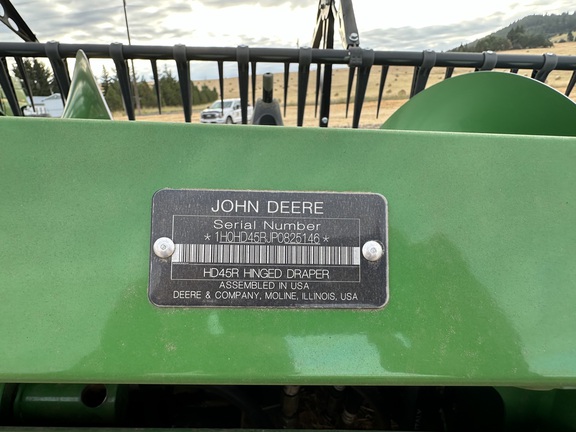 JOHN DEERE
Serial Number
*1H0HD45RJP0825146*
HD45R HINGED DRAPER
ASSEMBLED IN USA
DEERE & COMPANY, MOLINE, ILLINOIS, USA